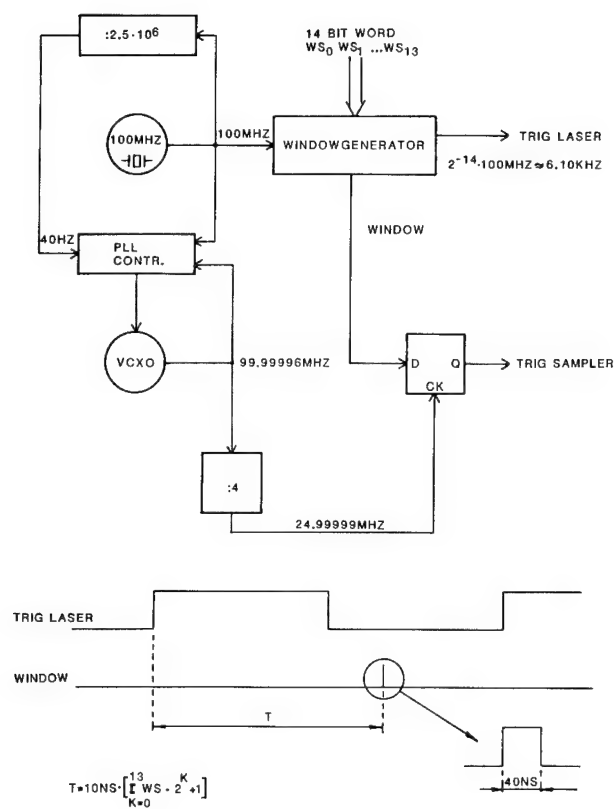 :2.5·10⁶
14 BIT WORD
WS₀ WS₁ ...WS₁₃
100MHZ
100MHZ
WINDOWGENERATOR
TRIG LASER
2⁻¹⁴·100MHZ≈6.10KHZ
WINDOW
40HZ
PLL
CONTR.
VCXO
99.99996MHZ
D Q
CK
TRIG SAMPLER
:4
24.99999MHZ
TRIG LASER
WINDOW
T
40NS
13
T=10NS·[Σ WS · 2ᴷ +1]
K=0